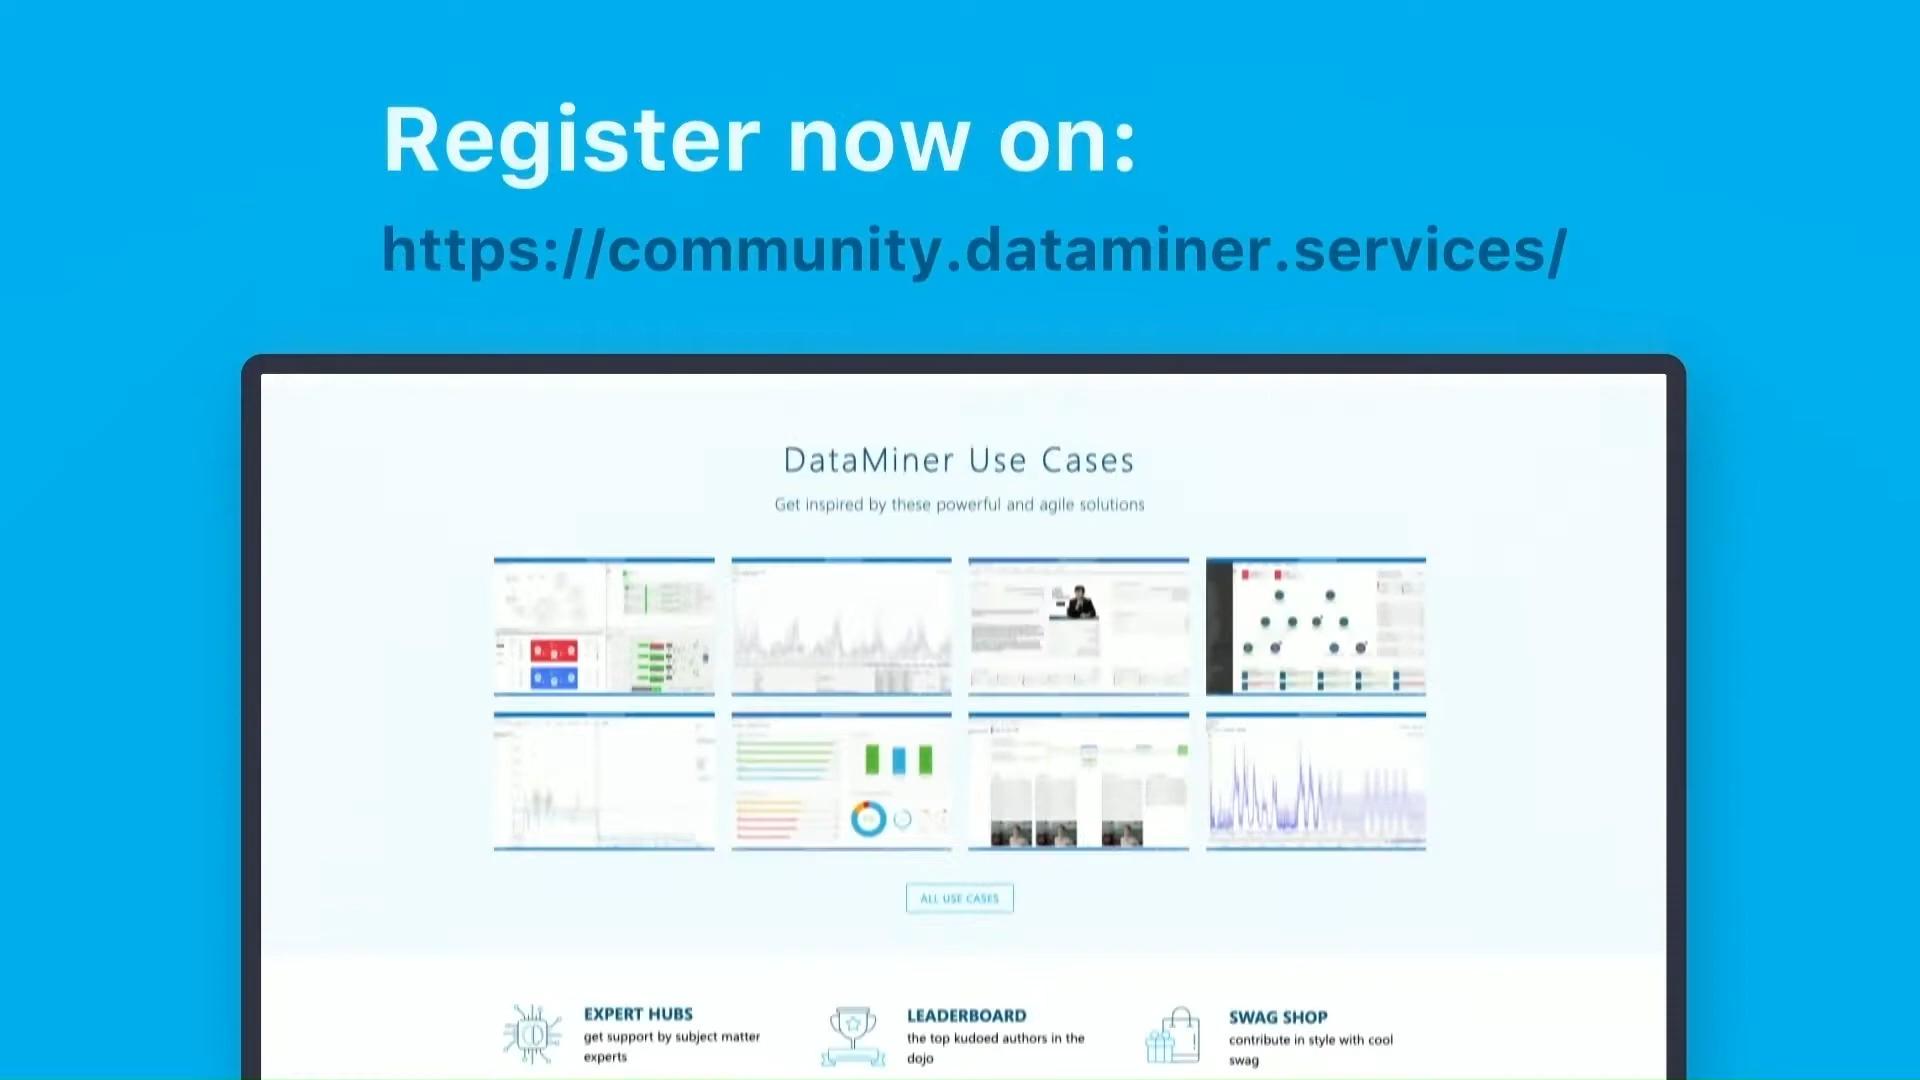 Register now on:
https://community.dataminer.services/
DataMiner Use Cases
Get inspired by these powerful and agile solutions
ALL USE CASES
EXPERT HUBS
get support by subject matter
experts
LEADERBOARD
the top kudoed authors in the
dojo
SWAG SHOP
contribute in style with cool
swag